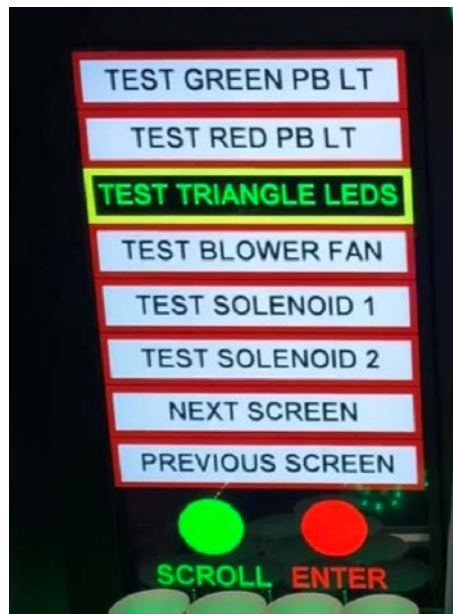 TEST GREEN PB LT
TEST RED PB LT
TEST TRIANGLE LEDS
TEST BLOWER FAN
TEST SOLENOID 1
TEST SOLENOID 2
NEXT SCREEN
PREVIOUS SCREEN
SCROLL ENTER